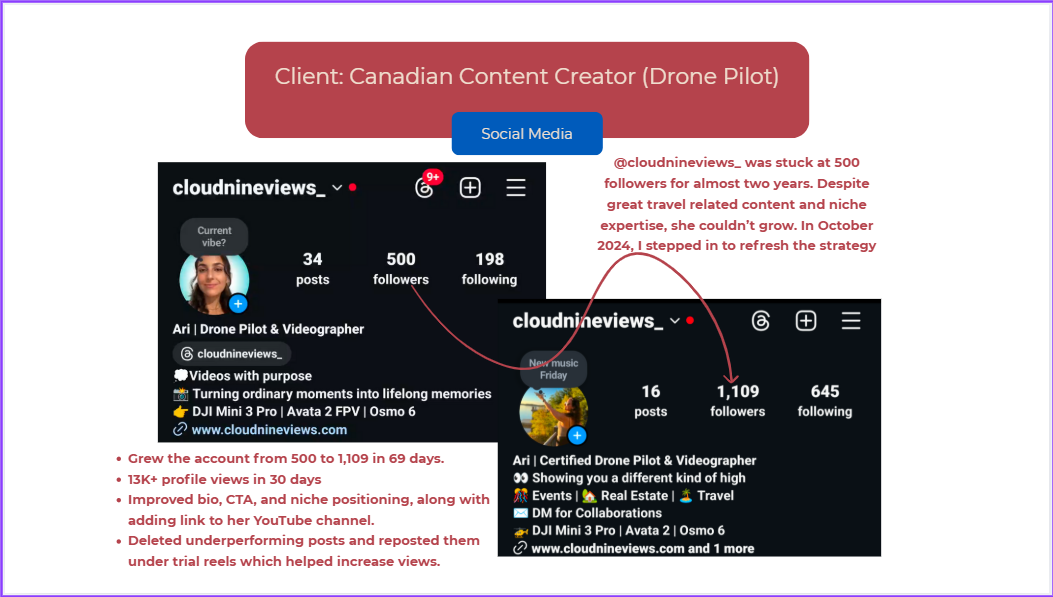 Client: Canadian Content Creator (Drone Pilot)
Social Media
@cloudnineviews_ was stuck at 500
followers for almost two years. Despite
great travel related content and niche
expertise, she couldn’t grow. In October
2024, I stepped in to refresh the strategy
cloudnineviews_
9+
Current
vibe?
34
500
198
posts
followers
following
Ari | Drone Pilot & Videographer
cloudnineviews_
💭Videos with purpose
📸 Turning ordinary moments into lifelong memories
👉 DJI Mini 3 Pro | Avata 2 FPV | Osmo 6
www.cloudnineviews.com
cloudnineviews_
New music
Friday
16
1,109
645
posts
followers
following
Ari | Certified Drone Pilot & Videographer
👀 Showing you a different kind of high
🎊 Events | 🏡 Real Estate | 🏝️ Travel
✉️ DM for Collaborations
🚁 DJI Mini 3 Pro | Avata 2 | Osmo 6
www.cloudnineviews.com and 1 more
• Grew the account from 500 to 1,109 in 69 days.
• 13K+ profile views in 30 days
• Improved bio, CTA, and niche positioning, along with
adding link to her YouTube channel.
• Deleted underperforming posts and reposted them
under trial reels which helped increase views.